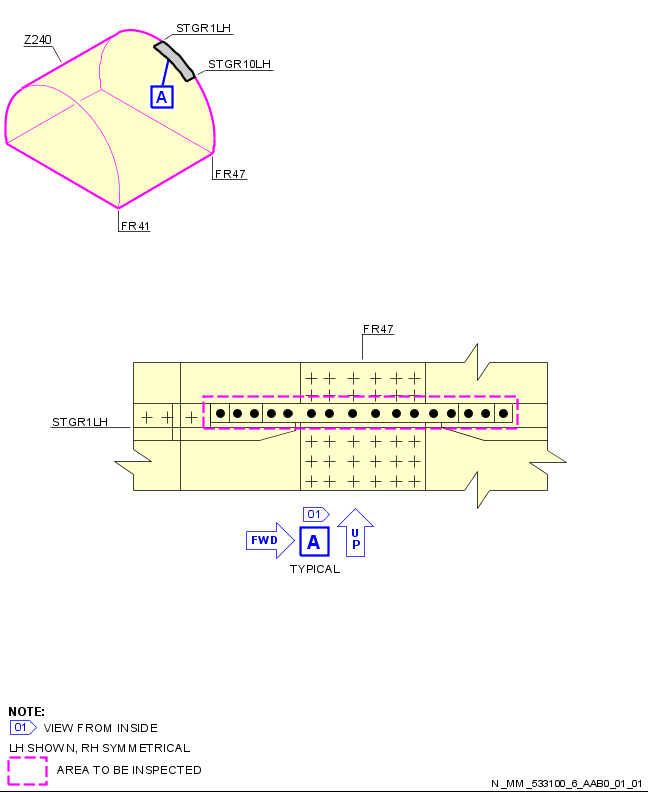 STGR1LH
Z240
STGR10LH
A
FR47
FR41
FR47
STGR1LH
01
FWD
A
UP
TYPICAL
NOTE:
01 VIEW FROM INSIDE
LH SHOWN, RH SYMMETRICAL
AREA TO BE INSPECTED
N_MM_533100_6_AAB0_01_01